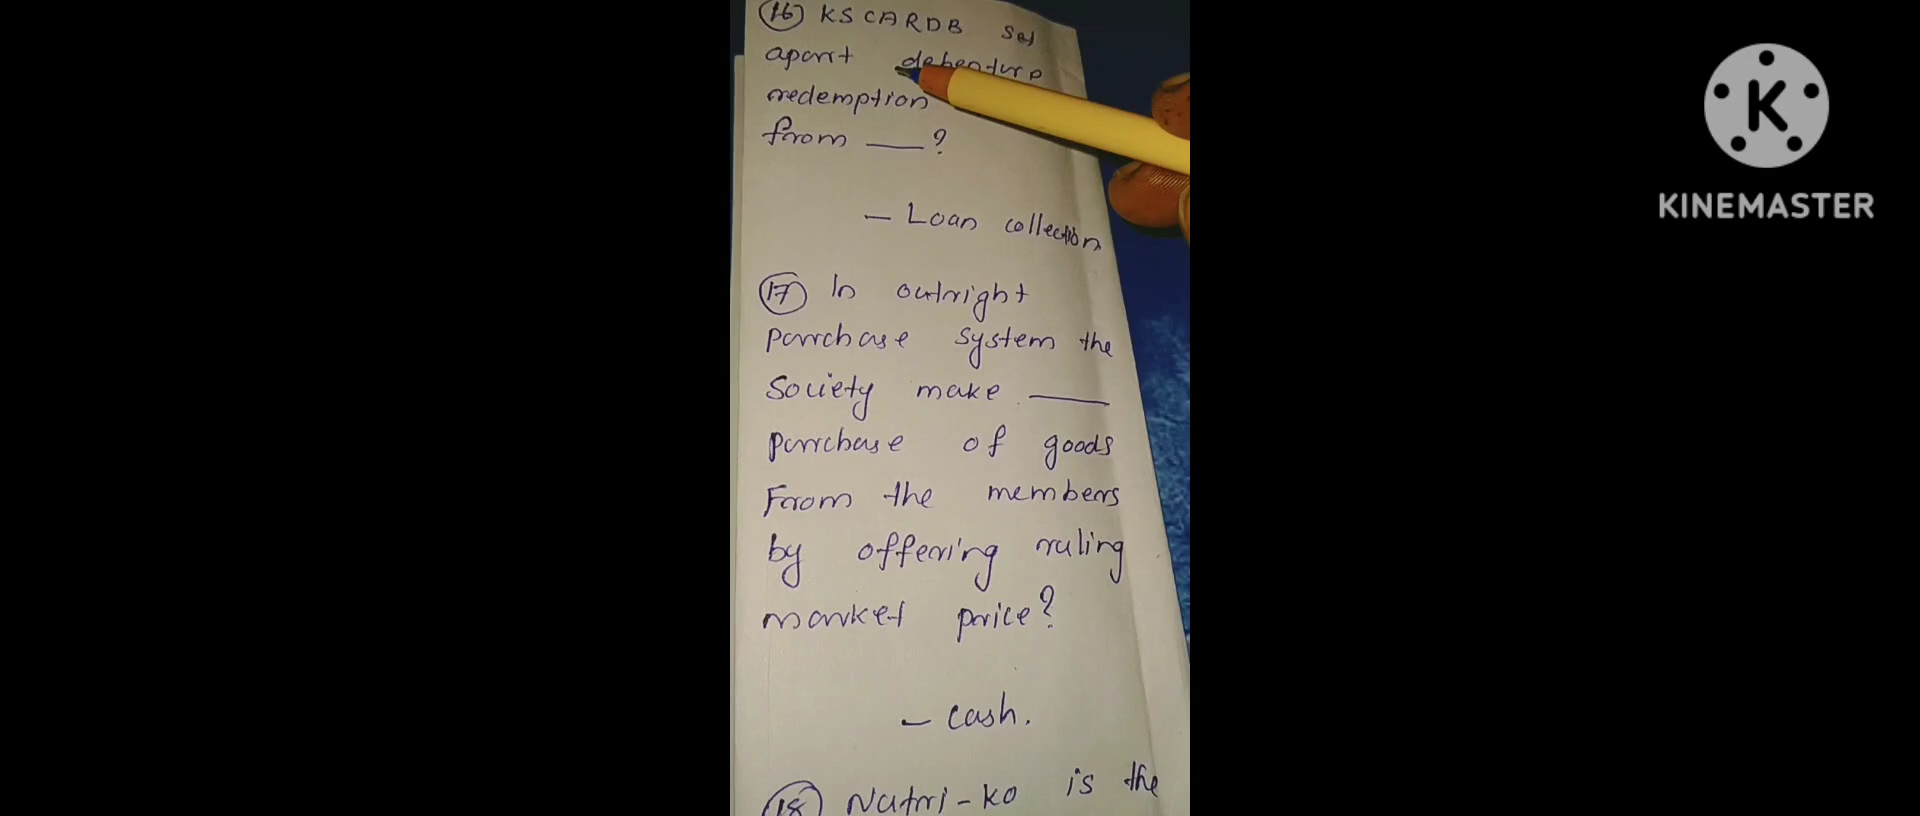 16 KSCARDB set
apart debenture
redemption
from ___?
- Loan collection
17 In outright
purchase system the
Society make ___
purchase of goods
From the members
by offering ruling
market price?
- cash.
18 Nutri-ko is the
K
KINEMASTER